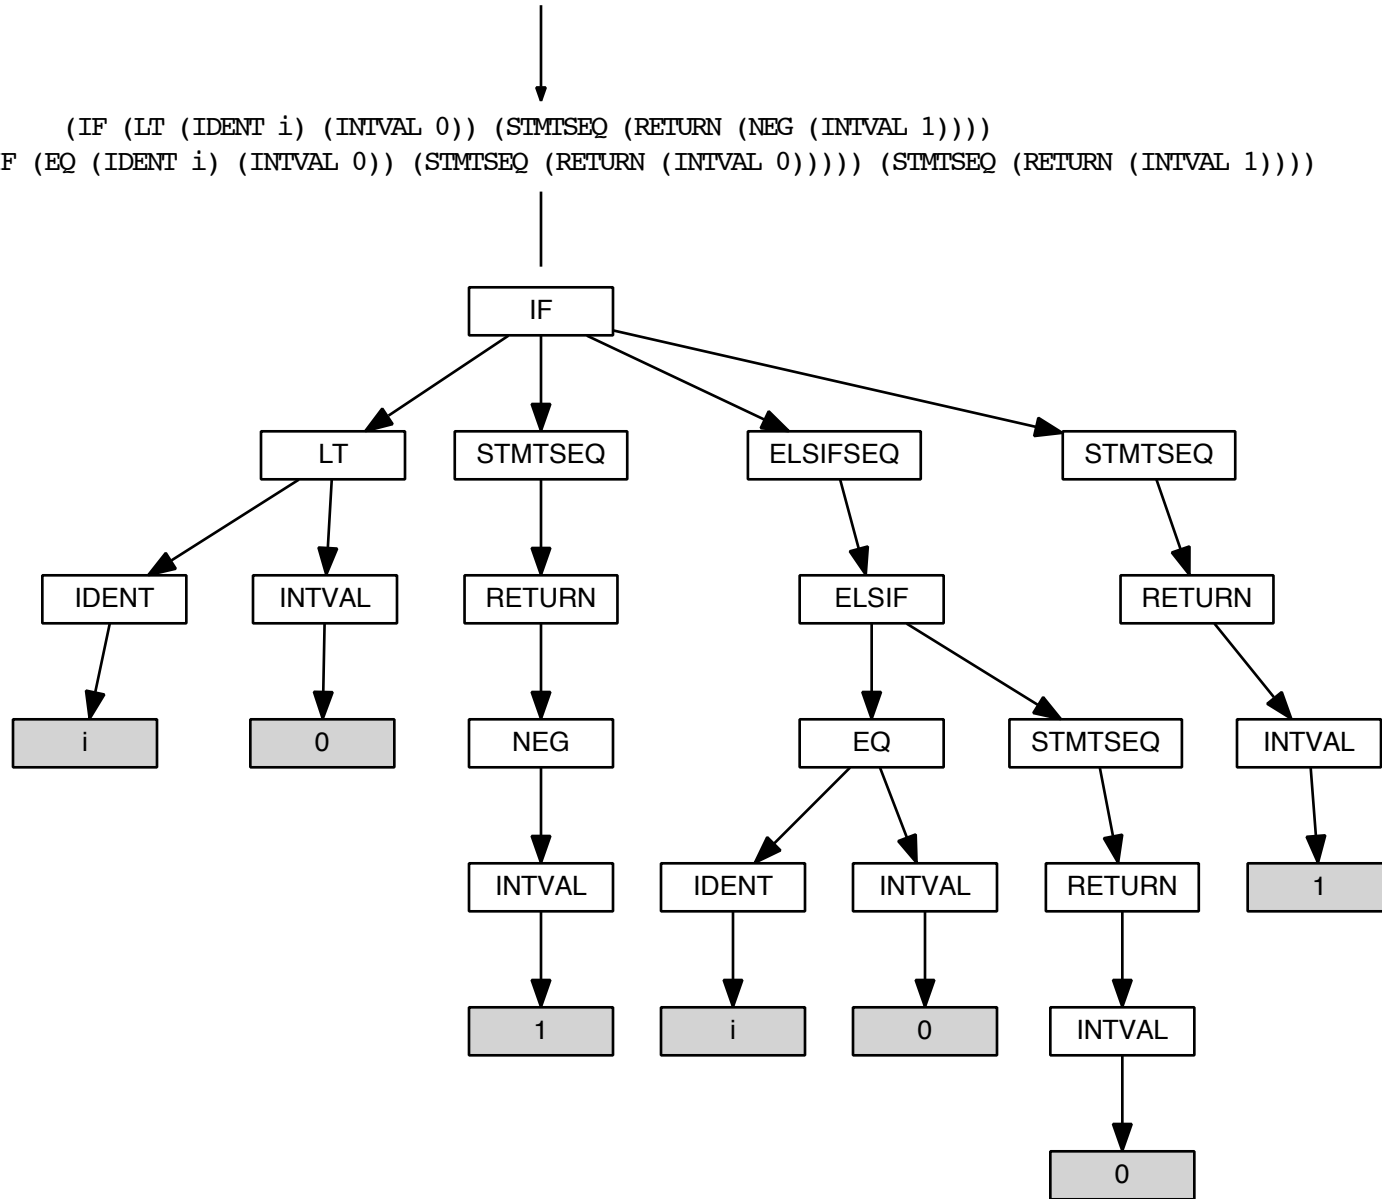 (IF (LT (IDENT i) (INTVAL 0)) (STMTSEQ (RETURN (NEG (INTVAL 1))))
F (EQ (IDENT i) (INTVAL 0)) (STMTSEQ (RETURN (INTVAL 0))))) (STMTSEQ (RETURN (INTVAL 1))))
IF
LT STMTSEQ ELSIFSEQ STMTSEQ
IDENT INTVAL RETURN ELSIF RETURN
i 0 NEG EQ STMTSEQ INTVAL
INTVAL IDENT INTVAL RETURN 1
1 i 0 INTVAL
0